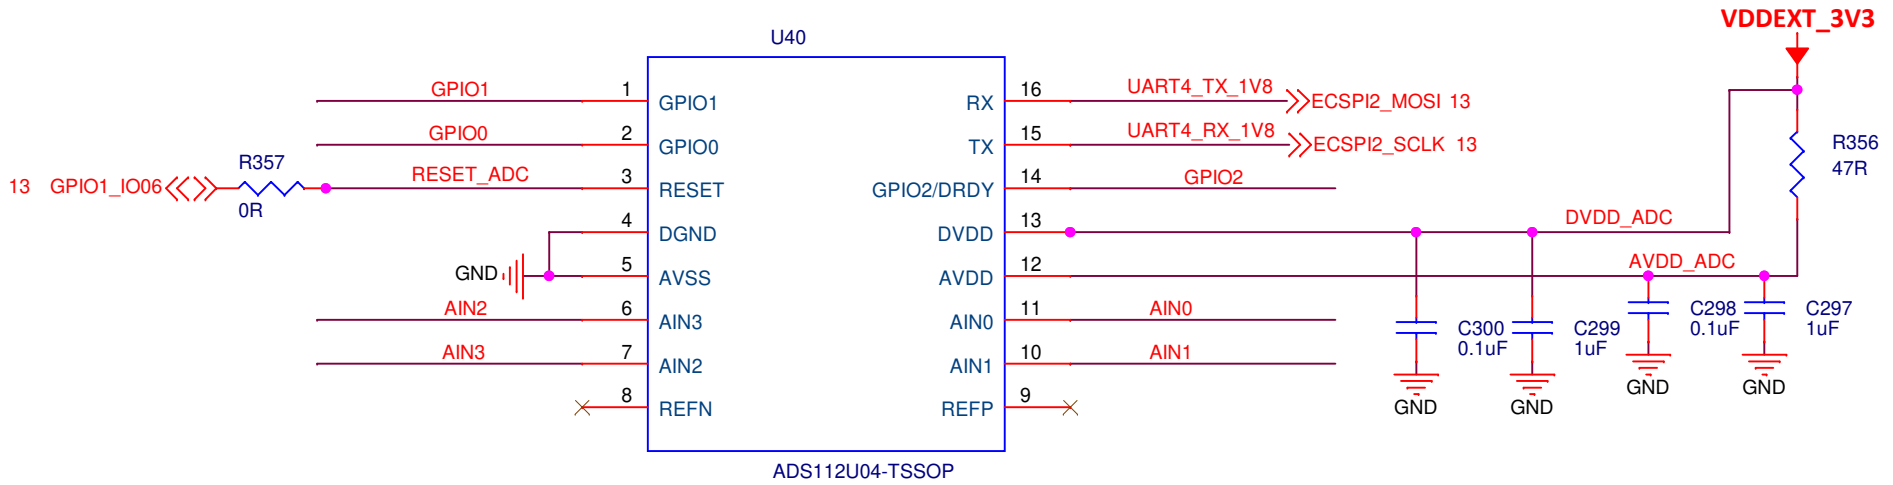 VDDEXT_3V3
U40
GPIO1 1 GPIO1 RX 16 UART4_TX_1V8 ECSPI2_MOSI 13
GPIO0 2 GPIO0 TX 15 UART4_RX_1V8 ECSPI2_SCLK 13
R356
47R
R357
13 GPIO1_IO06 RESET_ADC 3 RESET GPIO2/DRDY 14 GPIO2
0R
4 DGND DVDD 13 DVDD_ADC
GND 5 AVSS AVDD 12 AVDD_ADC
AIN2 6 AIN3 AIN0 11 AIN0
C300
0.1uF
C299
1uF
C298
0.1uF
C297
1uF
AIN3 7 AIN2 AIN1 10 AIN1
GND GND GND GND
8 REFN REFP 9
ADS112U04-TSSOP